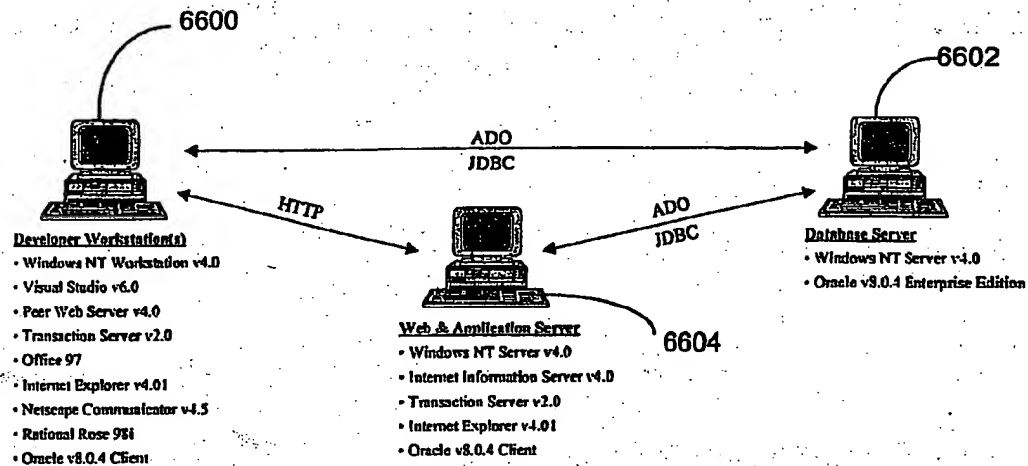 6600
6602
ADO
JDBC
HTTP
ADO
JDBC
6604
Developer Workstation(s)
• Windows NT Workstation v4.0
• Visual Studio v6.0
• Peer Web Server v4.0
• Transaction Server v2.0
• Office 97
• Internet Explorer v4.01
• Netscape Communicator v4.5
• Rational Rose 98i
• Oracle v8.0.4 Client
Web & Application Server
• Windows NT Server v4.0
• Internet Information Server v4.0
• Transaction Server v2.0
• Internet Explorer v4.01
• Oracle v8.0.4 Client
Database Server
• Windows NT Server v4.0
• Oracle v8.0.4 Enterprise Edition